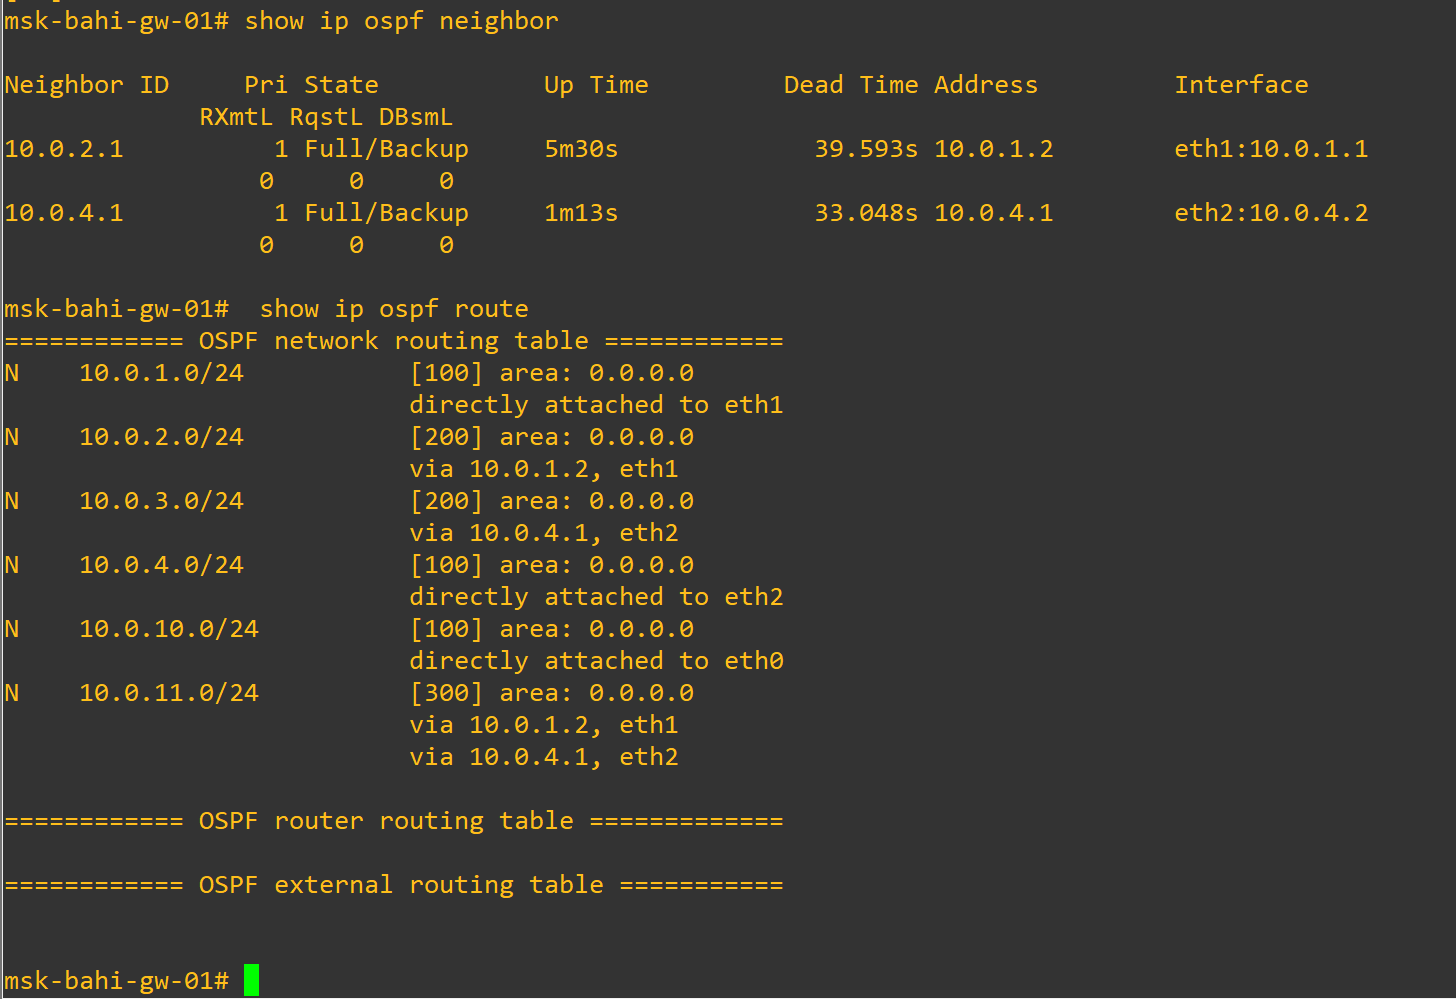 msk-bahi-gw-01# show ip ospf neighbor
Neighbor ID     Pri State           Up Time         Dead Time Address         Interface
             RXmtL RqstL DBsmL
10.0.2.1          1 Full/Backup     5m30s             39.593s 10.0.1.2        eth1:10.0.1.1
                 0     0     0
10.0.4.1          1 Full/Backup     1m13s             33.048s 10.0.4.1        eth2:10.0.4.2
                 0     0     0
msk-bahi-gw-01#  show ip ospf route
============ OSPF network routing table ============
N    10.0.1.0/24           [100] area: 0.0.0.0
                           directly attached to eth1
N    10.0.2.0/24           [200] area: 0.0.0.0
                           via 10.0.1.2, eth1
N    10.0.3.0/24           [200] area: 0.0.0.0
                           via 10.0.4.1, eth2
N    10.0.4.0/24           [100] area: 0.0.0.0
                           directly attached to eth2
N    10.0.10.0/24          [100] area: 0.0.0.0
                           directly attached to eth0
N    10.0.11.0/24          [300] area: 0.0.0.0
                           via 10.0.1.2, eth1
                           via 10.0.4.1, eth2
============ OSPF router routing table =============
============ OSPF external routing table ===========
msk-bahi-gw-01#